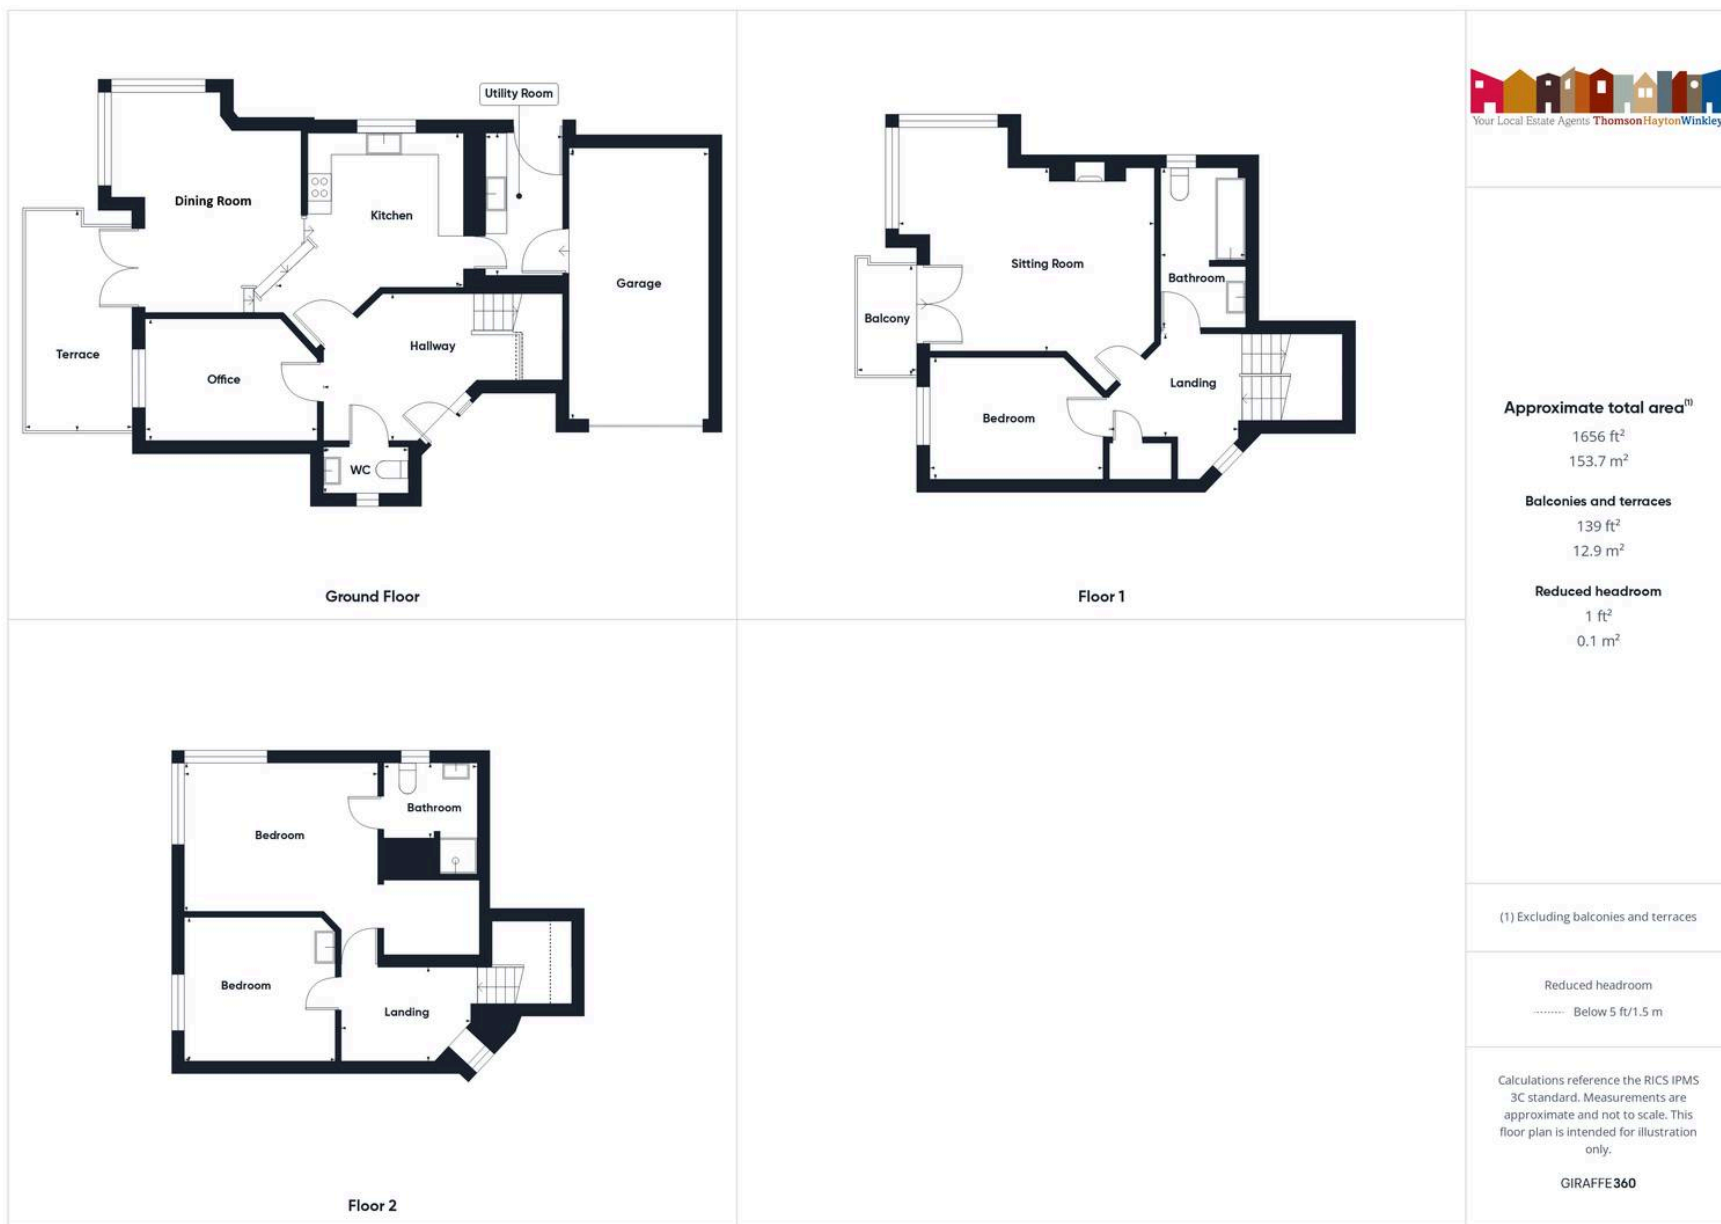 Utility Room
Dining Room
Kitchen
Garage
Terrace
Office
Hallway
WC
Ground Floor
Sitting Room
Bathroom
Balcony
Landing
Bedroom
Floor 1
Bathroom
Bedroom
Bedroom
Landing
Floor 2
Your Local Estate Agents ThomsonHaytonWinkley
Approximate total area(1)
1656 ft²
153.7 m²
Balconies and terraces
139 ft²
12.9 m²
Reduced headroom
1 ft²
0.1 m²
(1) Excluding balconies and terraces
Reduced headroom
Below 5 ft/1.5 m
Calculations reference the RICS IPMS
3C standard. Measurements are
approximate and not to scale. This
floor plan is intended for illustration
only.
GIRAFFE360